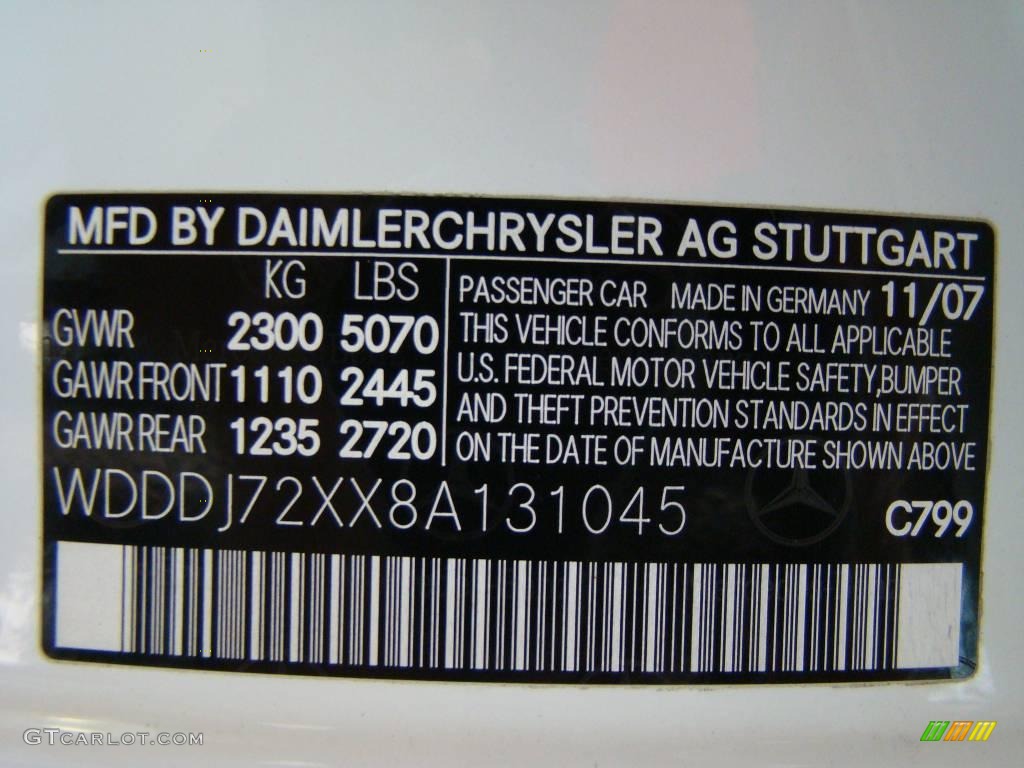 MFD BY DAIMLERCHRYSLER AG STUTTGART
KG LBS
GVWR 2300 5070
GAWR FRONT 1110 2445
GAWR REAR 1235 2720
PASSENGER CAR MADE IN GERMANY 11/07
THIS VEHICLE CONFORMS TO ALL APPLICABLE
U.S. FEDERAL MOTOR VEHICLE SAFETY,BUMPER
AND THEFT PREVENTION STANDARDS IN EFFECT
ON THE DATE OF MANUFACTURE SHOWN ABOVE
WDDDJ72XX8A131045
C799
GTCARLOT.COM